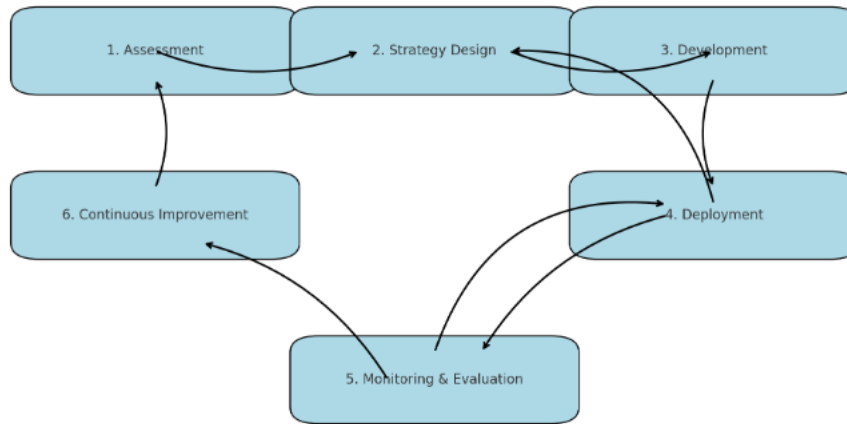 1. Assessment
2. Strategy Design
3. Development
6. Continuous Improvement
4. Deployment
5. Monitoring & Evaluation